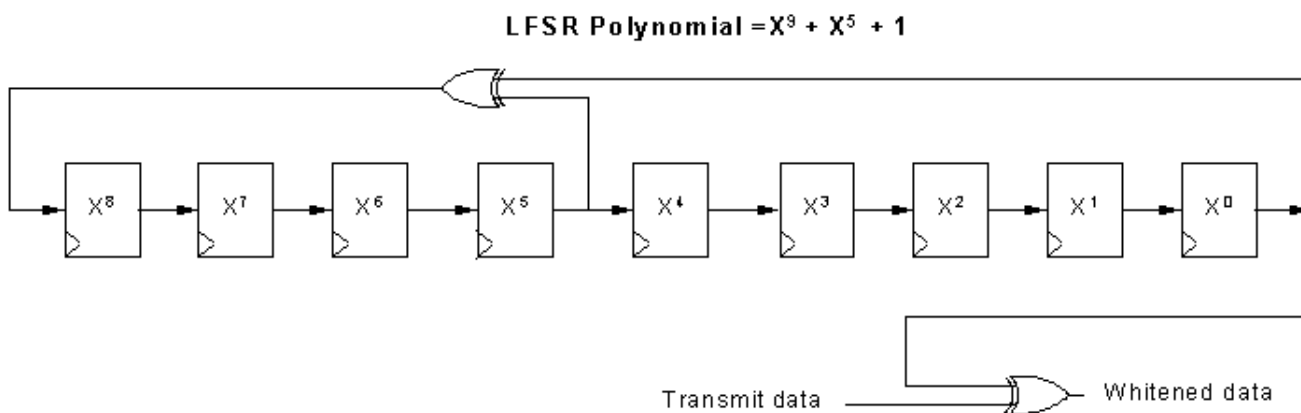 LFSR Polynomial =X⁹ + X⁵ + 1
X⁸ X⁷ X⁶ X⁵ X⁴ X³ X² X¹ X⁰
Transmit data
Whitened data